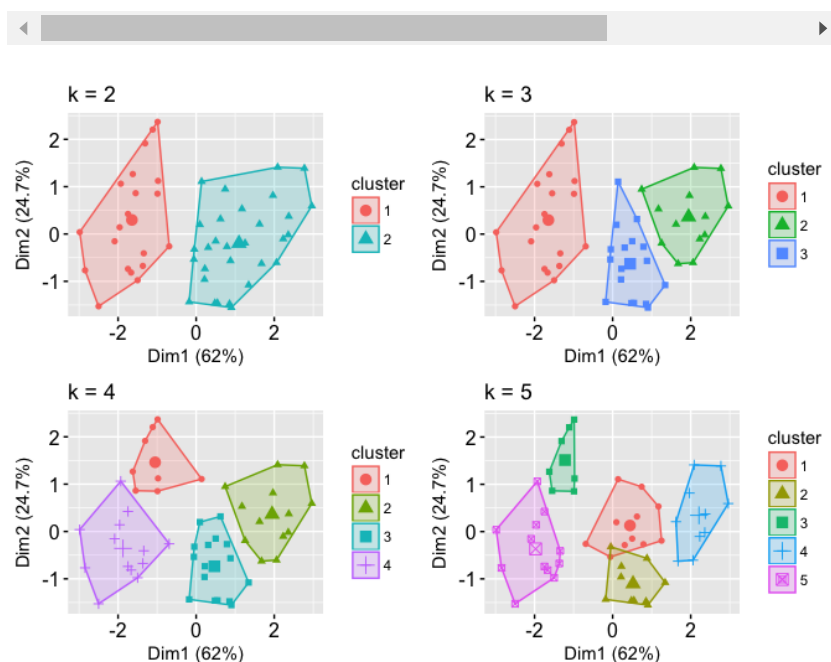 k = 2
2
1
0
-1
-2
0
2
Dim1 (62%)
Dim2 (24.7%)
cluster
1
2
k = 3
2
1
0
-1
-2
0
2
Dim1 (62%)
Dim2 (24.7%)
cluster
1
2
3
k = 4
2
1
0
-1
-2
0
2
Dim1 (62%)
Dim2 (24.7%)
cluster
1
2
3
4
k = 5
2
1
0
-1
-2
0
2
Dim1 (62%)
Dim2 (24.7%)
cluster
1
2
3
4
5